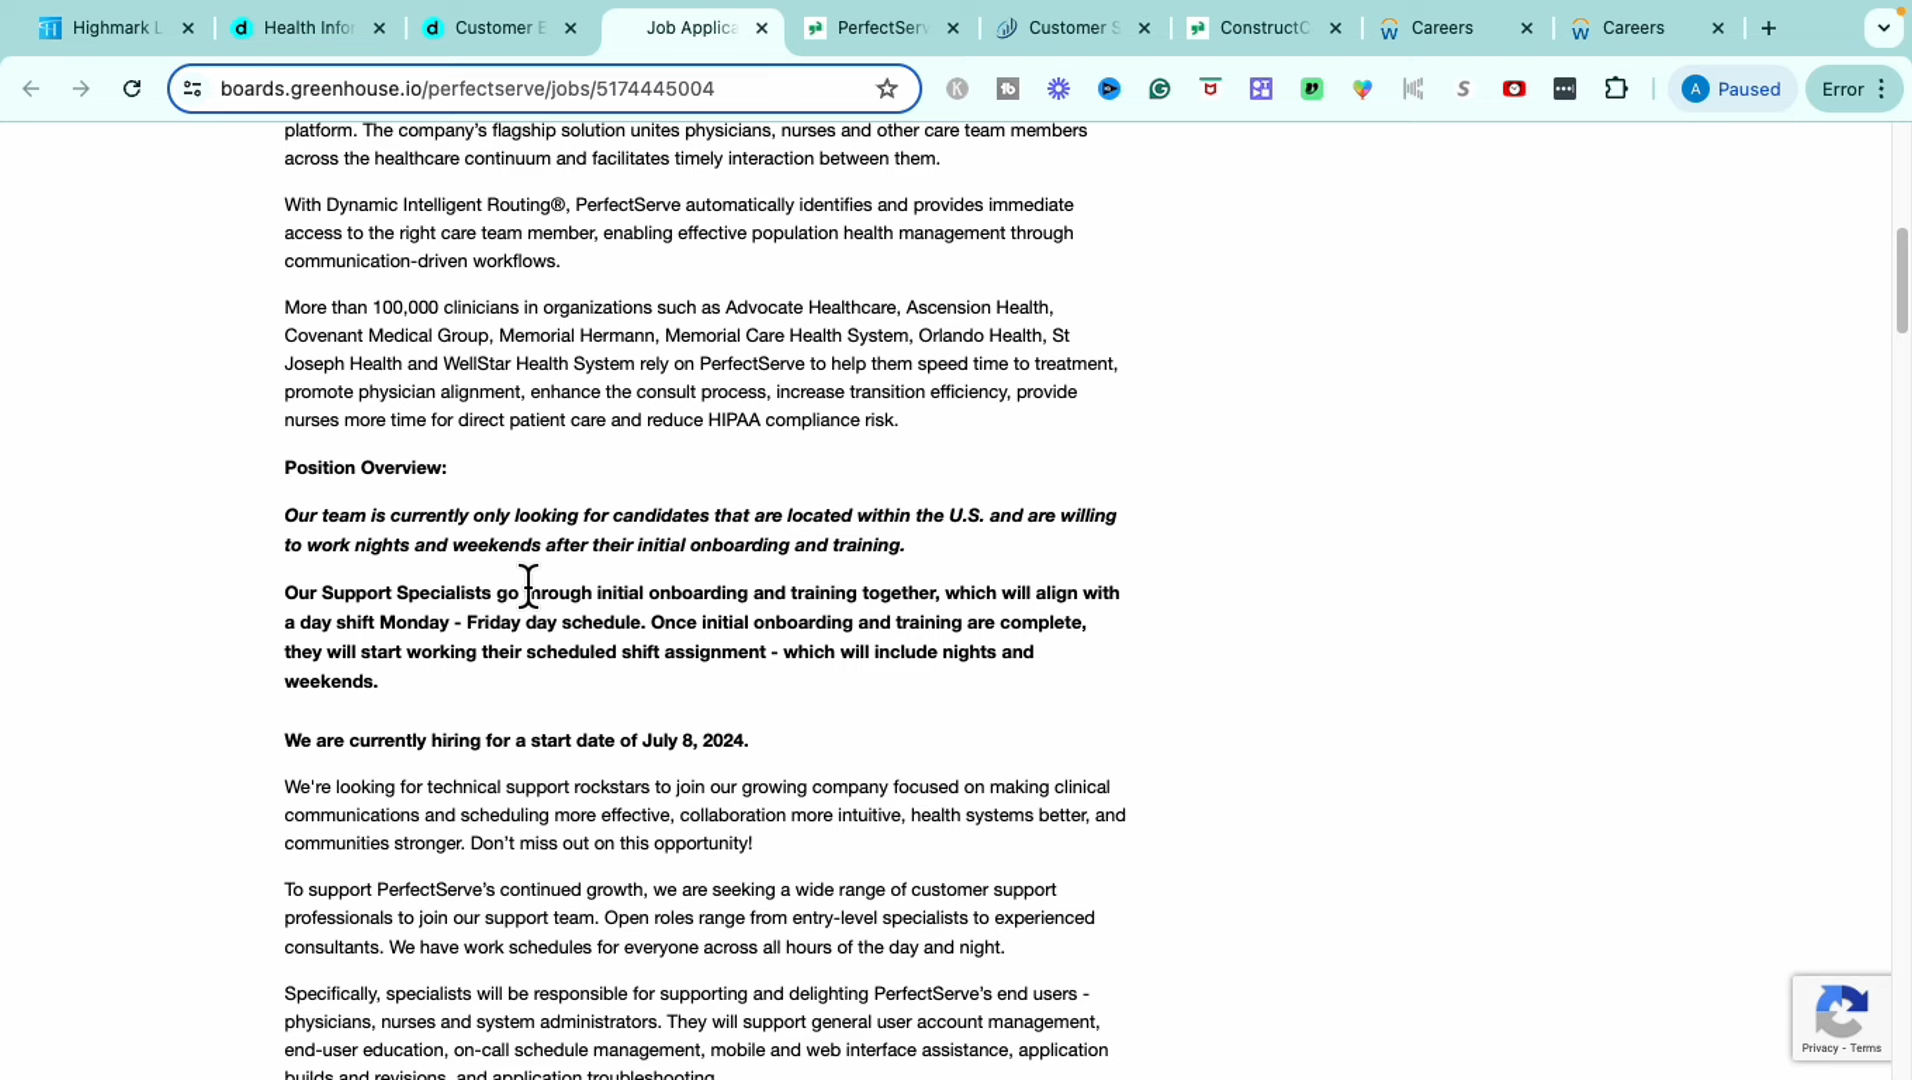 Highmark L
Health Infor
Customer E
Job Applica
PerfectServ
Customer S
ConstructC
Careers
Careers
boards.greenhouse.io/perfectserve/jobs/5174445004
A Paused
Error
platform. The company’s flagship solution unites physicians, nurses and other care team members
across the healthcare continuum and facilitates timely interaction between them.
With Dynamic Intelligent Routing®, PerfectServe automatically identifies and provides immediate
access to the right care team member, enabling effective population health management through
communication-driven workflows.
More than 100,000 clinicians in organizations such as Advocate Healthcare, Ascension Health,
Covenant Medical Group, Memorial Hermann, Memorial Care Health System, Orlando Health, St
Joseph Health and WellStar Health System rely on PerfectServe to help them speed time to treatment,
promote physician alignment, enhance the consult process, increase transition efficiency, provide
nurses more time for direct patient care and reduce HIPAA compliance risk.
Position Overview:
Our team is currently only looking for candidates that are located within the U.S. and are willing
to work nights and weekends after their initial onboarding and training.
Our Support Specialists go through initial onboarding and training together, which will align with
a day shift Monday - Friday day schedule. Once initial onboarding and training are complete,
they will start working their scheduled shift assignment - which will include nights and
weekends.
We are currently hiring for a start date of July 8, 2024.
We're looking for technical support rockstars to join our growing company focused on making clinical
communications and scheduling more effective, collaboration more intuitive, health systems better, and
communities stronger. Don’t miss out on this opportunity!
To support PerfectServe’s continued growth, we are seeking a wide range of customer support
professionals to join our support team. Open roles range from entry-level specialists to experienced
consultants. We have work schedules for everyone across all hours of the day and night.
Specifically, specialists will be responsible for supporting and delighting PerfectServe’s end users -
physicians, nurses and system administrators. They will support general user account management,
end-user education, on-call schedule management, mobile and web interface assistance, application
builds and revisions, and application troubleshooting.
Privacy - Terms